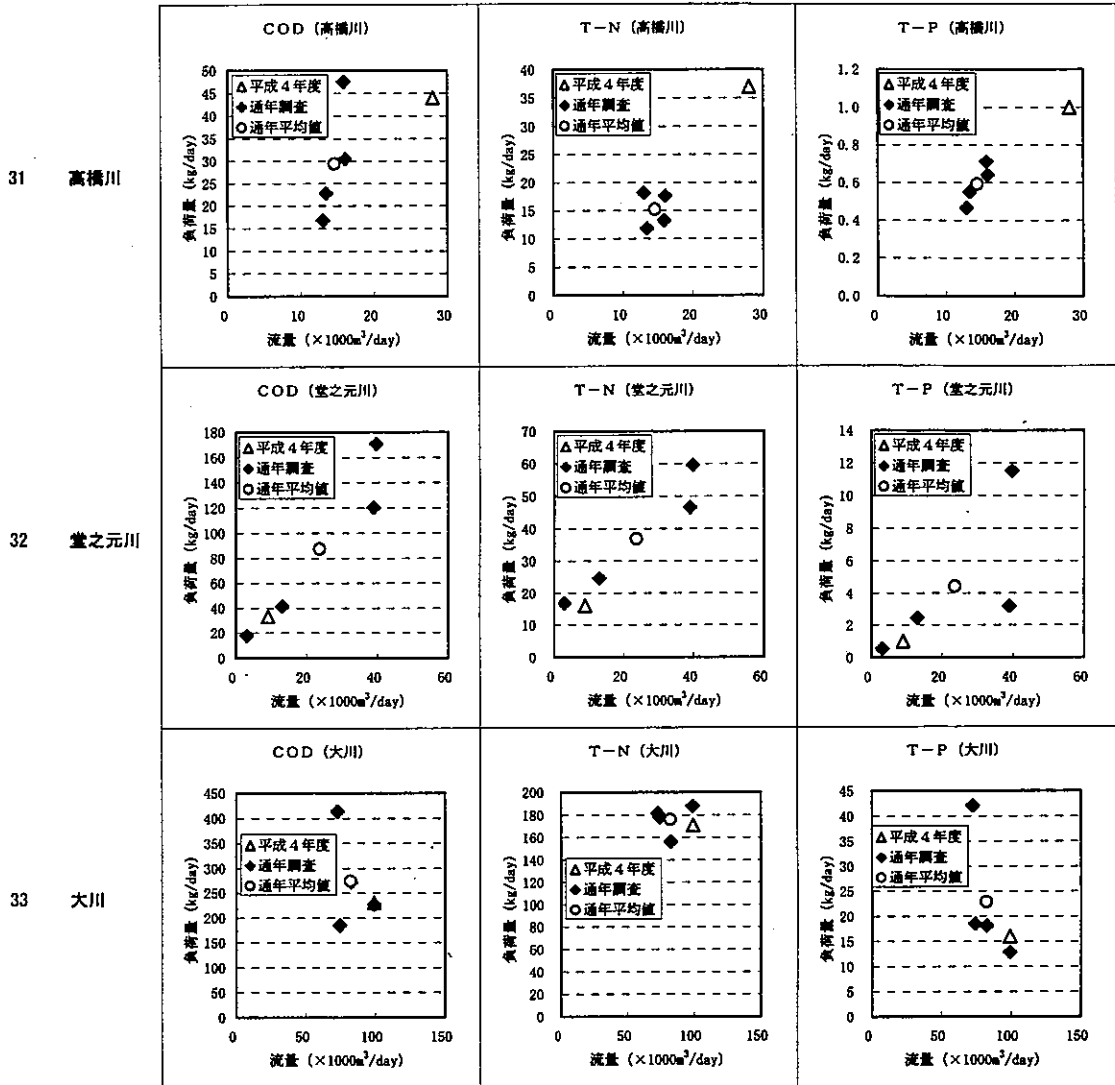 31 高橋川
COD (高橋川)
負荷量 (kg/day)
50
45
40
35
30
25
20
15
10
5
0
△平成4年度
◆通年調査
○通年平均値
0 10 20 30
流量 (×1000m³/day)
T-N (高橋川)
負荷量 (kg/day)
40
35
30
25
20
15
10
5
0
△平成4年度
◆通年調査
○通年平均値
0 10 20 30
流量 (×1000m³/day)
T-P (高橋川)
負荷量 (kg/day)
1.2
1.0
0.8
0.6
0.4
0.2
0.0
△平成4年度
◆通年調査
○通年平均値
0 10 20 30
流量 (×1000m³/day)
32 堂之元川
COD (堂之元川)
負荷量 (kg/day)
180
160
140
120
100
80
60
40
20
0
△平成4年度
◆通年調査
○通年平均値
0 20 40 60
流量 (×1000m³/day)
T-N (堂之元川)
負荷量 (kg/day)
70
60
50
40
30
20
10
0
△平成4年度
◆通年調査
○通年平均値
0 20 40 60
流量 (×1000m³/day)
T-P (堂之元川)
負荷量 (kg/day)
14
12
10
8
6
4
2
0
△平成4年度
◆通年調査
○通年平均値
0 20 40 60
流量 (×1000m³/day)
33 大川
COD (大川)
負荷量 (kg/day)
450
400
350
300
250
200
150
100
50
0
△平成4年度
◆通年調査
○通年平均値
0 50 100 150
流量 (×1000m³/day)
T-N (大川)
負荷量 (kg/day)
200
180
160
140
120
100
80
60
40
20
0
△平成4年度
◆通年調査
○通年平均値
0 50 100 150
流量 (×1000m³/day)
T-P (大川)
負荷量 (kg/day)
45
40
35
30
25
20
15
10
5
0
△平成4年度
◆通年調査
○通年平均値
0 50 100 150
流量 (×1000m³/day)